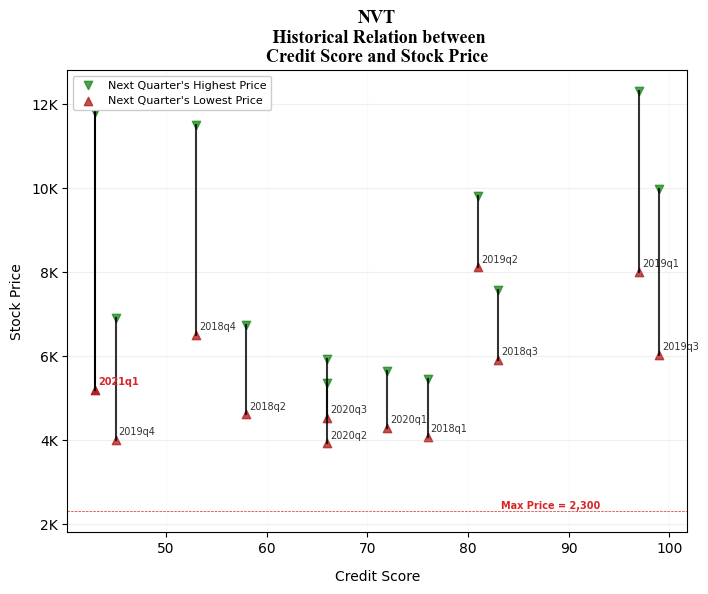 NVT
Historical Relation between
Credit Score and Stock Price
Next Quarter's Highest Price
Next Quarter's Lowest Price
12K
10K
8K
6K
4K
2K
Stock Price
2019q2
2019q1
2018q4
2018q3
2019q3
2021q1
2018q2
2020q3
2019q4
2020q2
2020q1
2018q1
Max Price = 2,300
50
60
70
80
90
100
Credit Score